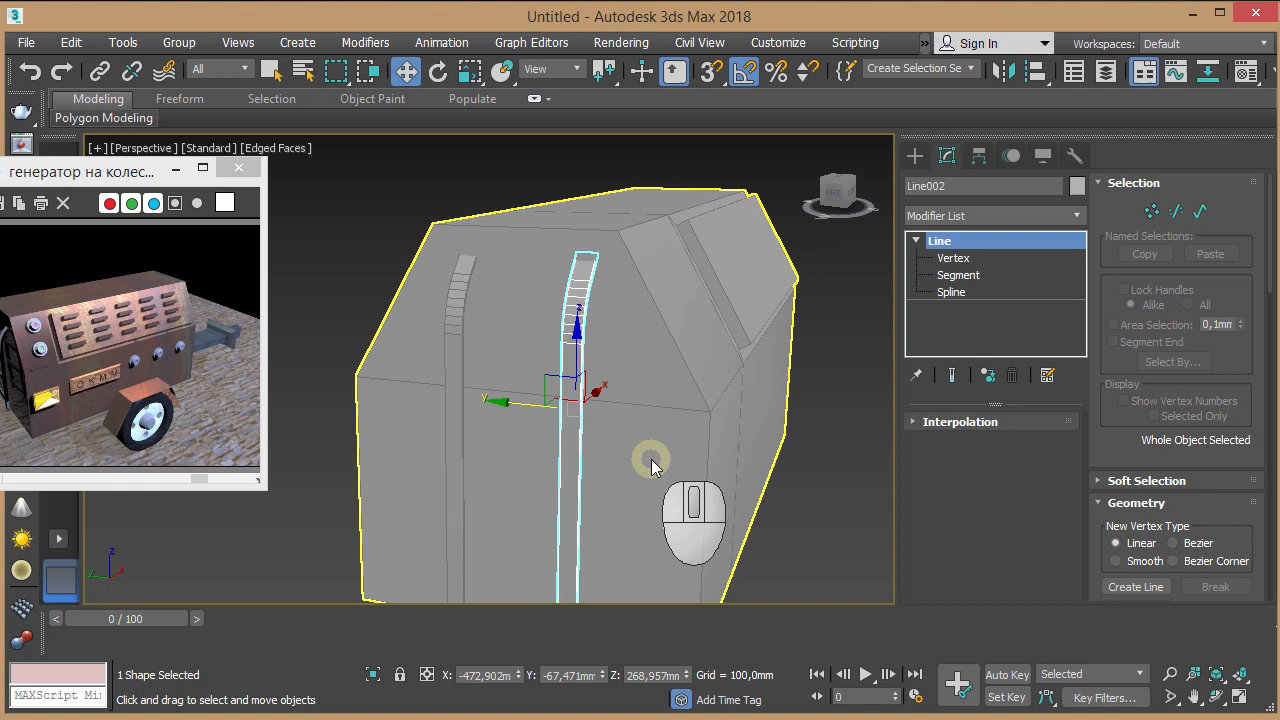 Untitled - Autodesk 3ds Max 2018
File Edit Tools Group Views Create Modifiers Animation Graph Editors Rendering Civil View Customize Scripting » Sign In Workspaces: Default
All View Create Selection Se
Modeling Freeform Selection Object Paint Populate
Polygon Modeling
[+] [Perspective] [Standard] [Edged Faces]
генератор на колес...
Line002
Modifier List
Line
Vertex
Segment
Spline
Interpolation
Selection
Named Selections:
Copy Paste
Lock Handles
Alike All
Area Selection: 0,1mm
Segment End
Select By...
Display
Show Vertex Numbers
Selected Only
Whole Object Selected
Soft Selection
Geometry
New Vertex Type
Linear Bezier
Smooth Bezier Corner
Create Line Break
z
x
y
z
y x
< 0 / 100 >
1 Shape Selected
X: -472,902mm Y: -67,471mm Z: 268,957mm Grid = 100,0mm
Auto Key Selected
MAXScript Mi
Click and drag to select and move objects
Add Time Tag
0
Set Key Key Filters...